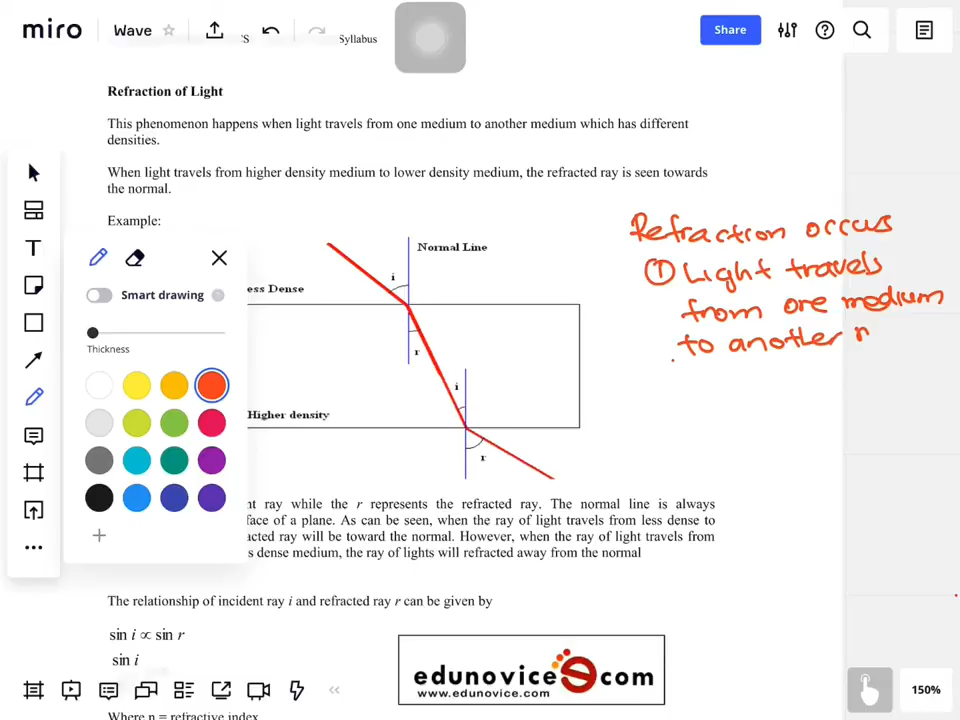 miro Wave Share
CS Syllabus
Refraction of Light
This phenomenon happens when light travels from one medium to another medium which has different
densities.
When light travels from higher density medium to lower density medium, the refracted ray is seen towards
the normal.
Example:
Normal Line
i
ess Dense
r
i
Higher density
r
Smart drawing
Thickness
Refraction occus
① Light travels
from one medium
to another
nt ray while the r represents the refracted ray. The normal line is always
face of a plane. As can be seen, when the ray of light travels from less dense to
acted ray will be toward the normal. However, when the ray of light travels from
s dense medium, the ray of lights will refracted away from the normal
The relationship of incident ray i and refracted ray r can be given by
sin i ∝ sin r
sin i
edunovice.com
www.edunovice.com
Where n = refractive index
150%